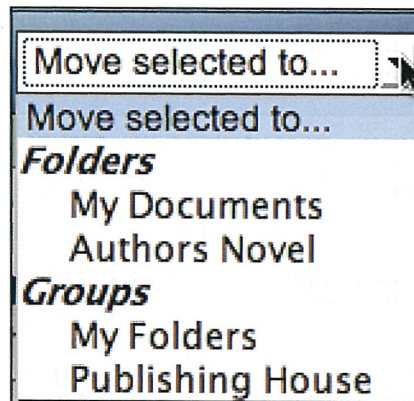 Move selected to...
Move selected to...
Folders
My Documents
Authors Novel
Groups
My Folders
Publishing House